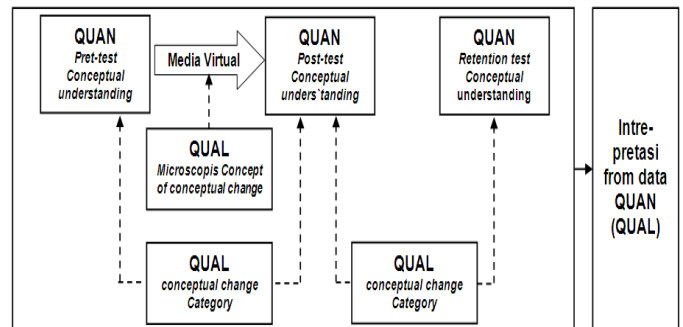 QUAN
Pret-test
Conceptual
understanding
Media Virtual
QUAN
Post-test
Conceptual
unders`tanding
QUAN
Retention test
Conceptual
understanding
QUAL
Microscopis Concept
of conceptual change
QUAL
conceptual change
Category
QUAL
conceptual change
Category
Intre-
pretasi
from data
QUAN
(QUAL)